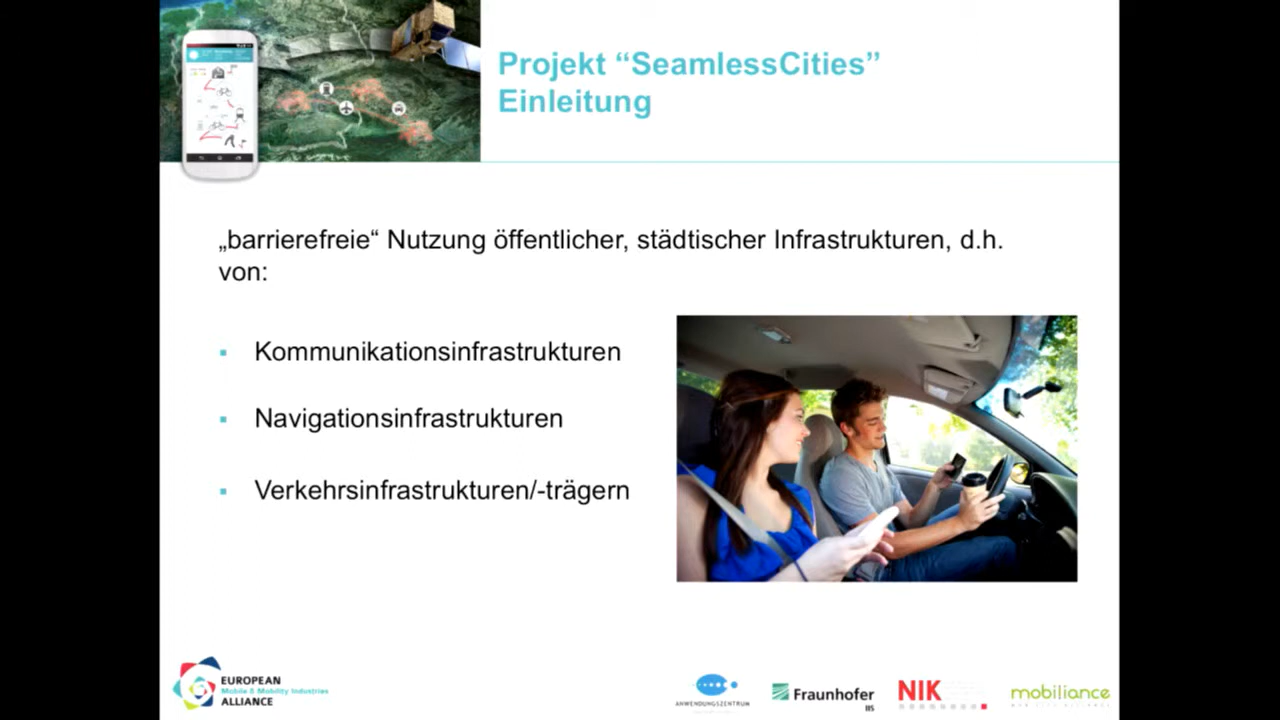 Projekt “SeamlessCities”
Einleitung
„barrierefreie“ Nutzung öffentlicher, städtischer Infrastrukturen, d.h.
von:
▪ Kommunikationsinfrastrukturen
▪ Navigationsinfrastrukturen
▪ Verkehrsinfrastrukturen/-trägern
EUROPEAN
Mobile & Mobility Industries
ALLIANCE
ANWENDUNGSZENTRUM
Fraunhofer
IIS
NIK
mobiliance